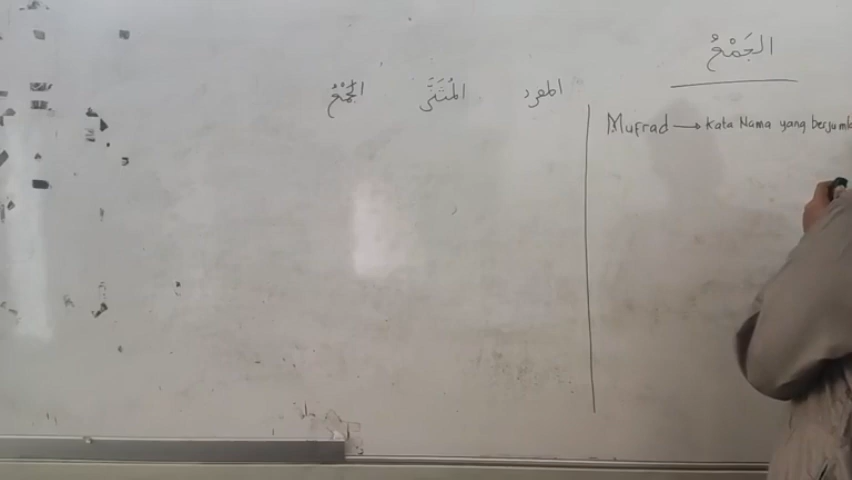 الجَمْعُ
المفرد المُثَنَّى الجَمْعُ
Mufrad → Kata Nama yang berjumla